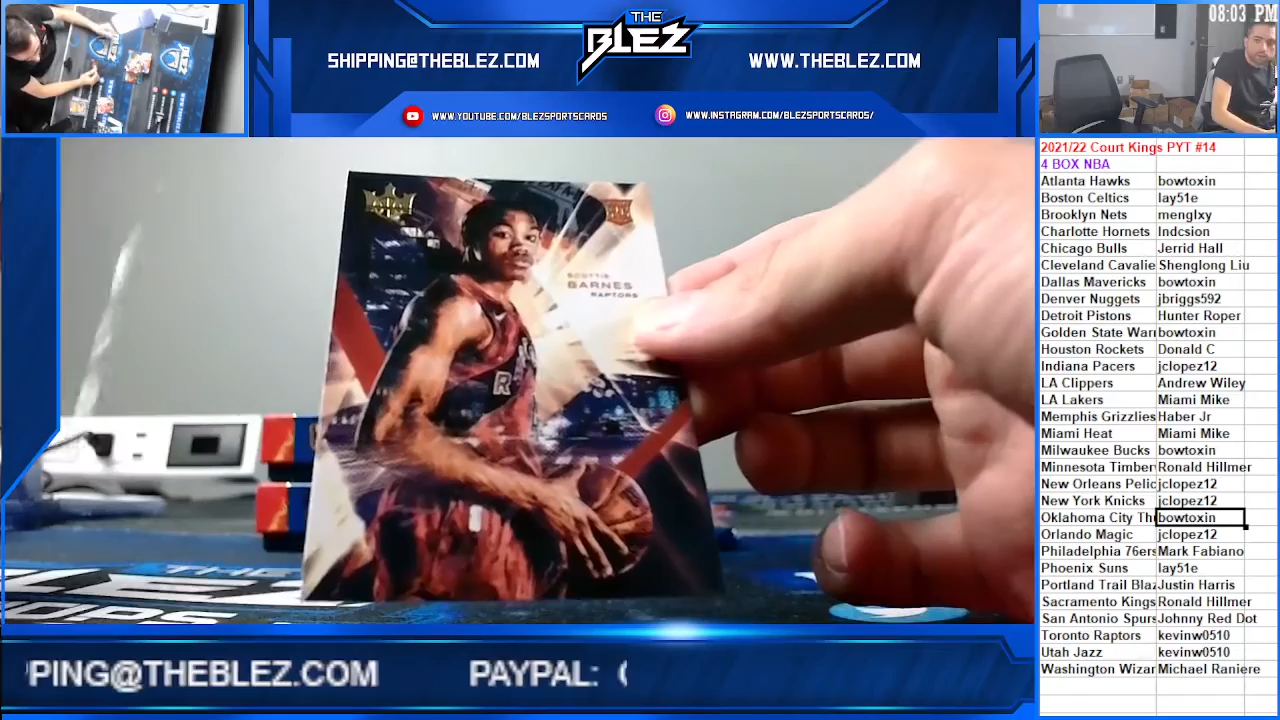 THE
BLEZ
SHIPPING@THEBLEZ.COM
WWW.THEBLEZ.COM
WWW.YOUTUBE.COM/BLEZSPORTSCARDS
WWW.INSTAGRAM.COM/BLEZSPORTSCARDS/
08:03 PM
2021/22 Court Kings PYT #14
4 BOX NBA
Atlanta Hawks bowtoxin
Boston Celtics lay51e
Brooklyn Nets menglxy
Charlotte Hornets Indcsion
Chicago Bulls Jerrid Hall
Cleveland Cavalie Shenglong Liu
Dallas Mavericks bowtoxin
Denver Nuggets jbriggs592
Detroit Pistons Hunter Roper
Golden State Warr bowtoxin
Houston Rockets Donald C
Indiana Pacers jclopez12
LA Clippers Andrew Wiley
LA Lakers Miami Mike
Memphis Grizzlies Haber Jr
Miami Heat Miami Mike
Milwaukee Bucks bowtoxin
Minnesota Timber Ronald Hillmer
New Orleans Pelic jclopez12
New York Knicks jclopez12
Oklahoma City Th bowtoxin
Orlando Magic jclopez12
Philadelphia 76ers Mark Fabiano
Phoenix Suns lay51e
Portland Trail Blaz Justin Harris
Sacramento Kings Ronald Hillmer
San Antonio Spurs Johnny Red Dot
Toronto Raptors kevinw0510
Utah Jazz kevinw0510
Washington Wizar Michael Raniere
SCOTTIE
BARNES
RAPTORS
PPING@THEBLEZ.COM PAYPAL: